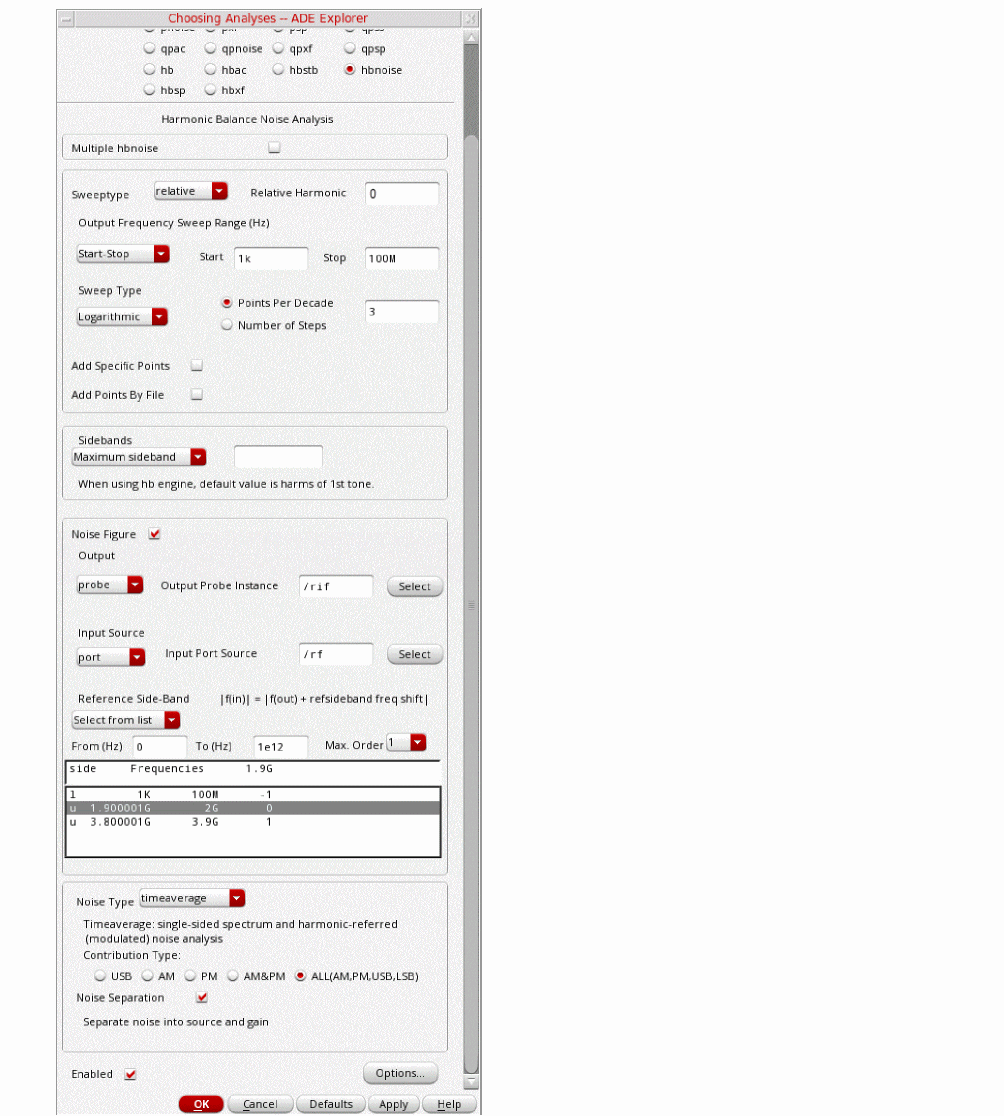 Choosing Analyses -- ADE Explorer
pnoise pxf psp qpss
qpac qpnoise qpxf qpsp
hb hbac hbstb hbnoise
hbsp hbxf
Harmonic Balance Noise Analysis
Multiple hbnoise
Sweeptype relative Relative Harmonic 0
Output Frequency Sweep Range (Hz)
Start-Stop Start 1k Stop 100M
Sweep Type
Logarithmic Points Per Decade 3
Number of Steps
Add Specific Points
Add Points By File
Sidebands
Maximum sideband
When using hb engine, default value is harms of 1st tone.
Noise Figure
Output
probe Output Probe Instance /rif Select
Input Source
port Input Port Source /rf Select
Reference Side-Band |f(in)| = |f(out) + refsideband freq shift|
Select from list
From (Hz) 0 To (Hz) 1e12 Max. Order 1
side Frequencies 1.9G
l 1K 100M -1
u 1.900001G 2G 0
u 3.800001G 3.9G 1
Noise Type timeaverage
Timeaverage: single-sided spectrum and harmonic-referred
(modulated) noise analysis
Contribution Type:
USB AM PM AM&PM ALL(AM,PM,USB,LSB)
Noise Separation
Separate noise into source and gain
Enabled Options...
OK Cancel Defaults Apply Help